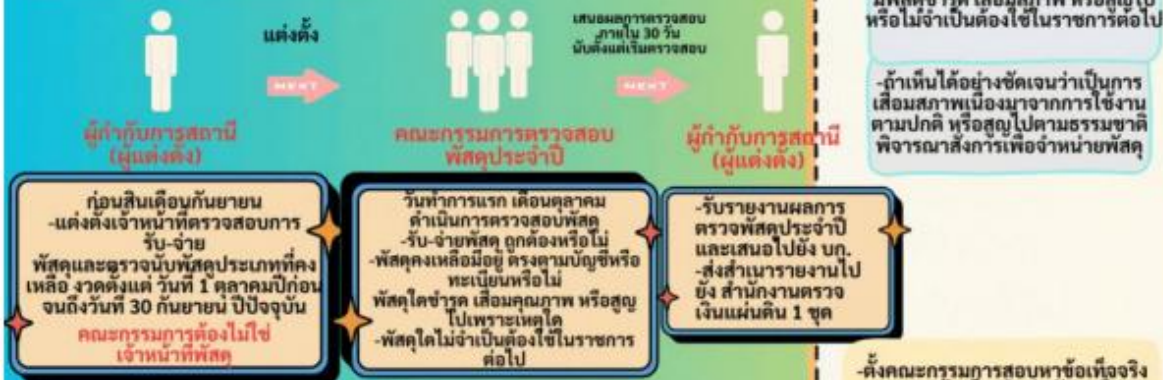 แต่งตั้ง
NEXT
เสนอผลการตรวจสอบ
ภายใน 30 วัน
นับตั้งแต่เริ่มตรวจสอบ
NEXT
ผู้กำกับการสถานี
(ผู้แต่งตั้ง)
คณะกรรมการตรวจสอบ
พัสดุประจำปี
ผู้กำกับการสถานี
(ผู้แต่งตั้ง)
ก่อนสิ้นเดือนกันยายน
-แต่งตั้งเจ้าหน้าที่ตรวจสอบการ
รับ-จ่าย
พัสดุและตรวจนับพัสดุประเภทที่คง
เหลือ งวดตั้งแต่ วันที่ 1 ตุลาคมปีก่อน
จนถึงวันที่ 30 กันยายน ปีปัจจุบัน
คณะกรรมการต้องไม่ใช่
เจ้าหน้าที่พัสดุ
วันทำการแรก เดือนตุลาคม
ดำเนินการตรวจสอบพัสดุ
-รับ-จ่ายพัสดุ ถูกต้องหรือไม่
-พัสดุคงเหลือมีอยู่ ตรงตามบัญชีหรือ
ทะเบียนหรือไม่
พัสดุใดชำรุด เสื่อมคุณภาพ หรือสูญ
ไปเพราะเหตุใด
-พัสดุใดไม่จำเป็นต้องใช้ในราชการ
ต่อไป
-รับรายงานผลการ
ตรวจพัสดุประจำปี
และเสนอไปยัง บก.
-ส่งสำเนารายงานไป
ยัง สำนักงานตรวจ
เงินแผ่นดิน 1 ชุด
มีพัสดุชำรุด เสื่อมสภาพ หรือสูญไป
หรือไม่จำเป็นต้องใช้ในราชการต่อไป
-ถ้าเห็นได้อย่างชัดเจนว่าเป็นการ
เสื่อมสภาพเนื่องมาจากการใช้งาน
ตามปกติ หรือสูญไปตามธรรมชาติ
พิจารณาสั่งการเพื่อจำหน่ายพัสดุ
-ตั้งคณะกรรมการสอบหาข้อเท็จจริง